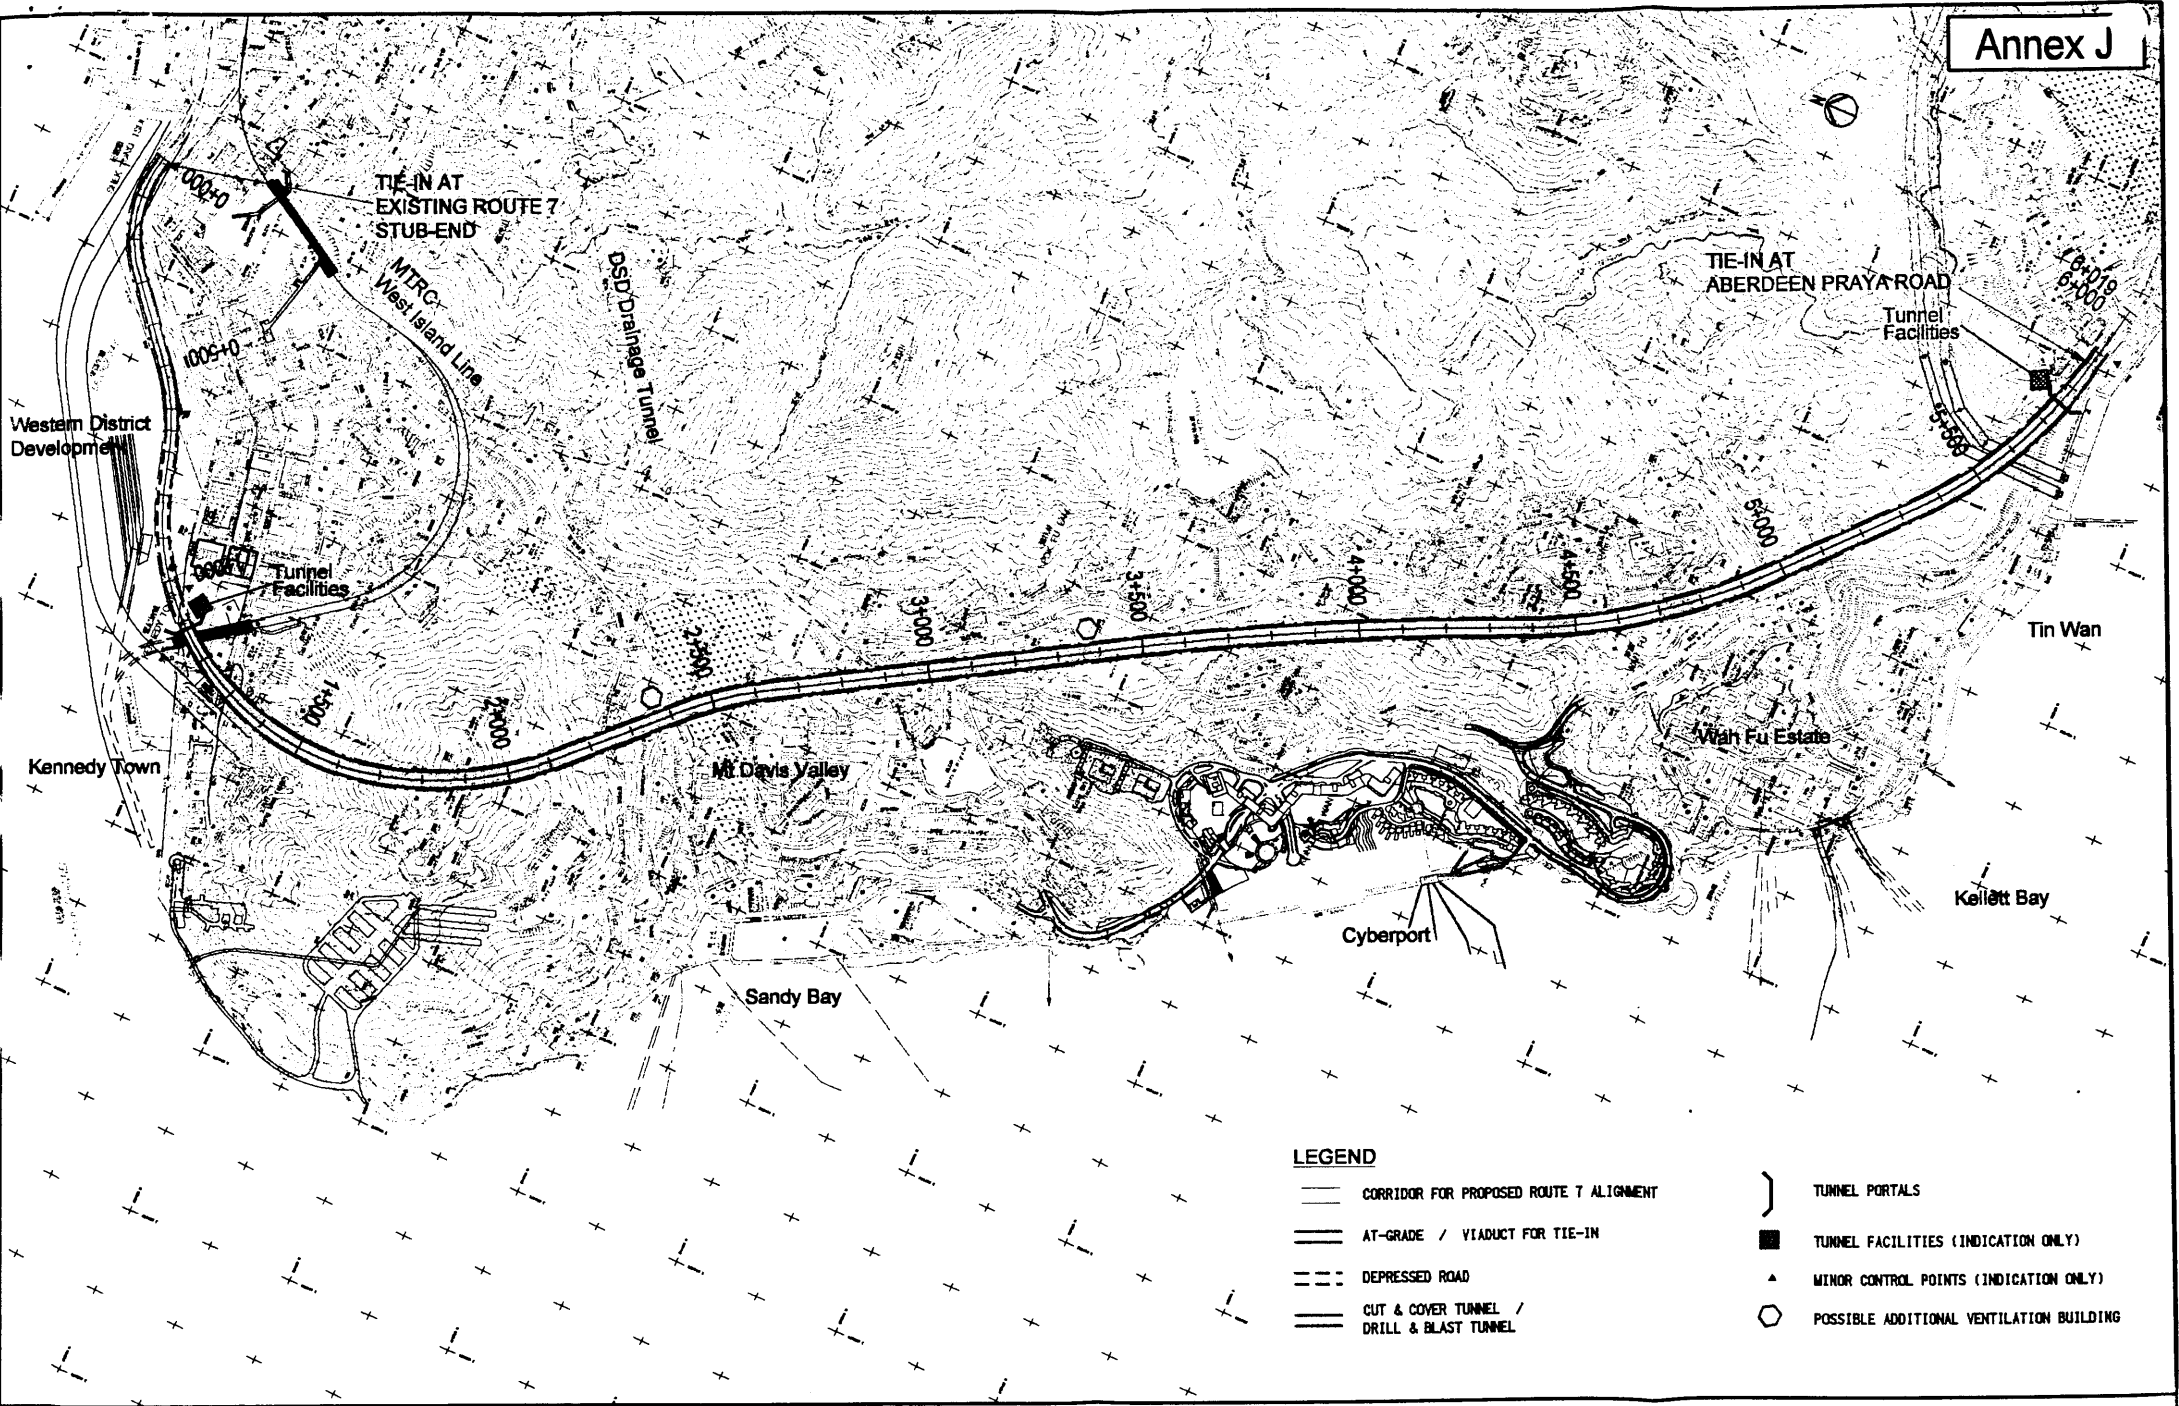 Annex J
0+000
TIE-IN AT
EXISTING ROUTE 7
STUB-END
MTRC
West Island Line
DSD Drainage Tunnel
TIE-IN AT
ABERDEEN PRAYA ROAD
Tunnel
Facilities
6+019
6+000
0+500
5+500
Western District
Development
Tunnel
Facilities
5+000
4+500
4+000
3+500
3+000
2+500
2+000
1+500
Tin Wan
Wah Fu Estate
Kennedy Town
Mt Davis Valley
Kellett Bay
Cyberport
Sandy Bay
LEGEND
CORRIDOR FOR PROPOSED ROUTE 7 ALIGNMENT
AT-GRADE / VIADUCT FOR TIE-IN
DEPRESSED ROAD
CUT & COVER TUNNEL /
DRILL & BLAST TUNNEL
TUNNEL PORTALS
TUNNEL FACILITIES (INDICATION ONLY)
MINOR CONTROL POINTS (INDICATION ONLY)
POSSIBLE ADDITIONAL VENTILATION BUILDING